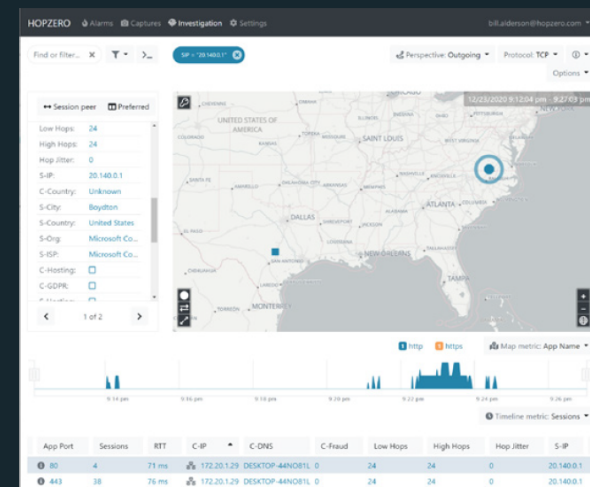 HOPZERO Alarms Captures Investigation Settings bill.alderson@hopzero.com
Find or filter... SIP = "20.140.0.1" Perspective: Outgoing Protocol: TCP
Options
Session peer Preferred
Low Hops: 24
High Hops: 24
Hop Jitter: 0
S-IP: 20.140.0.1
C-Country: Unknown
S-City: Boydton
S-Country: United States
S-Org: Microsoft Co...
S-ISP: Microsoft Co...
C-Hosting:
C-GDPR:
1 of 2
12/23/2020 9:12:04 pm 9:27:03 pm
CHICAGO
UNITED STATES OF
AMERICA
SAINT LOUIS
WEST VIRGINIA
ATLANTA
DALLAS
NEW ORLEANS
TAMPA
MONTERREY
http https Map metric: App Name
9:14 pm 9:16 pm 9:18 pm 9:20 pm 9:22 pm 9:24 pm 9:26 pm
Timeline metric: Sessions
App Port Sessions RTT C-IP C-DNS C-Fraud Low Hops High Hops Hop Jitter S-IP
80 4 71 ms 172.20.1.29 DESKTOP-44NO81L 0 24 24 0 20.140.0.1
443 38 76 ms 172.20.1.29 DESKTOP-44NO81L 0 24 24 0 20.140.0.1